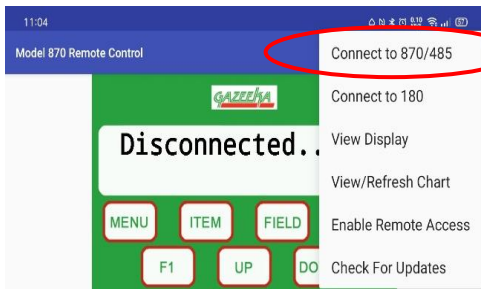 11:04
Model 870 Remote Control
Connect to 870/485
Connect to 180
View Display
View/Refresh Chart
Enable Remote Access
Check For Updates
GAZEEKA
Disconnected..
MENU ITEM FIELD
F1 UP DO